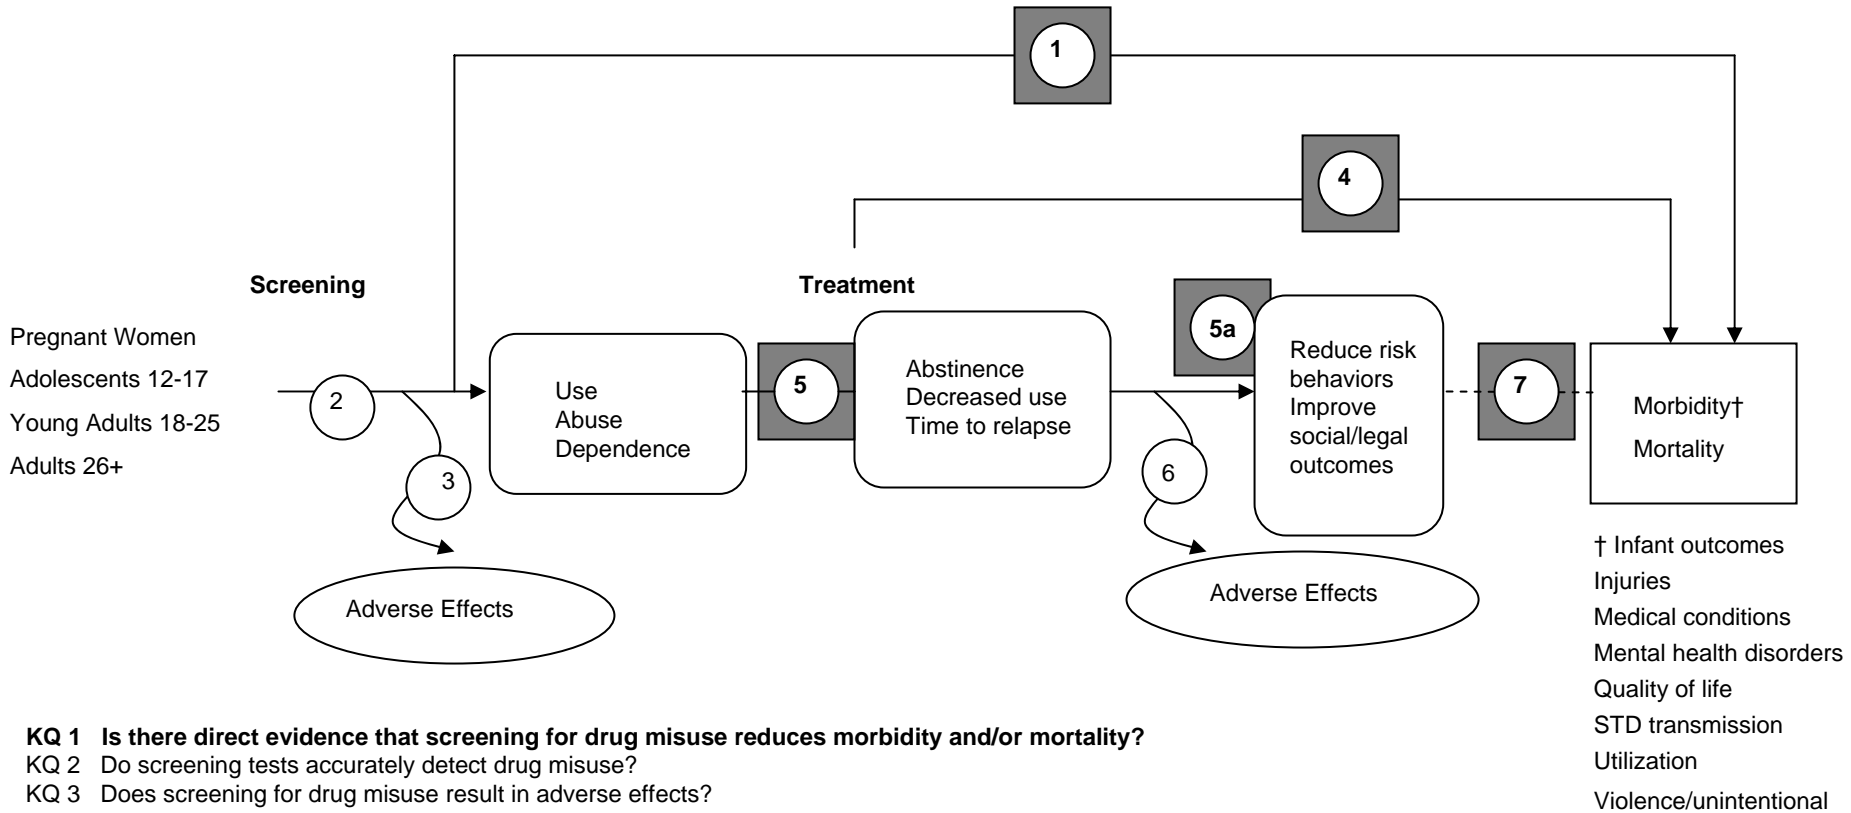 1
4
Screening
Treatment
Pregnant Women
Adolescents 12-17
Young Adults 18-25
Adults 26+
2
3
Use
Abuse
Dependence
5
Abstinence
Decreased use
Time to relapse
5a
6
Reduce risk
behaviors
Improve
social/legal
outcomes
7
Morbidity†
Mortality
Adverse Effects
Adverse Effects
† Infant outcomes
Injuries
Medical conditions
Mental health disorders
Quality of life
STD transmission
Utilization
Violence/unintentional
KQ 1 Is there direct evidence that screening for drug misuse reduces morbidity and/or mortality?
KQ 2 Do screening tests accurately detect drug misuse?
KQ 3 Does screening for drug misuse result in adverse effects?